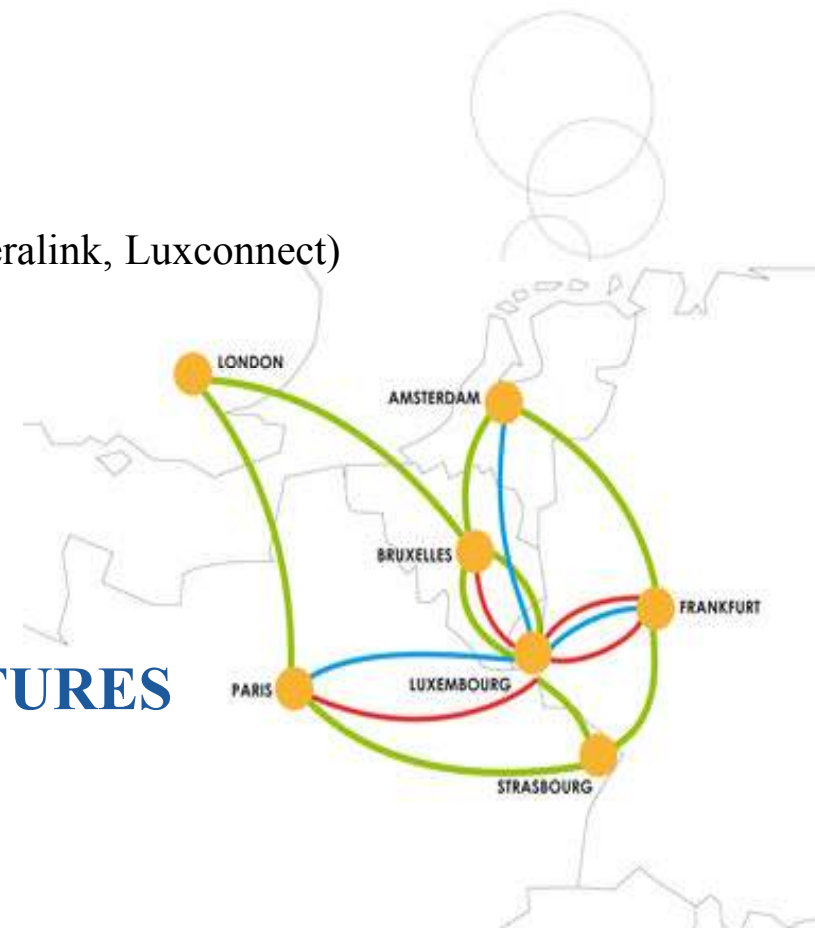 eralink, Luxconnect)
LONDON
AMSTERDAM
BRUXELLES
FRANKFURT
TURES
PARIS
LUXEMBOURG
STRASBOURG